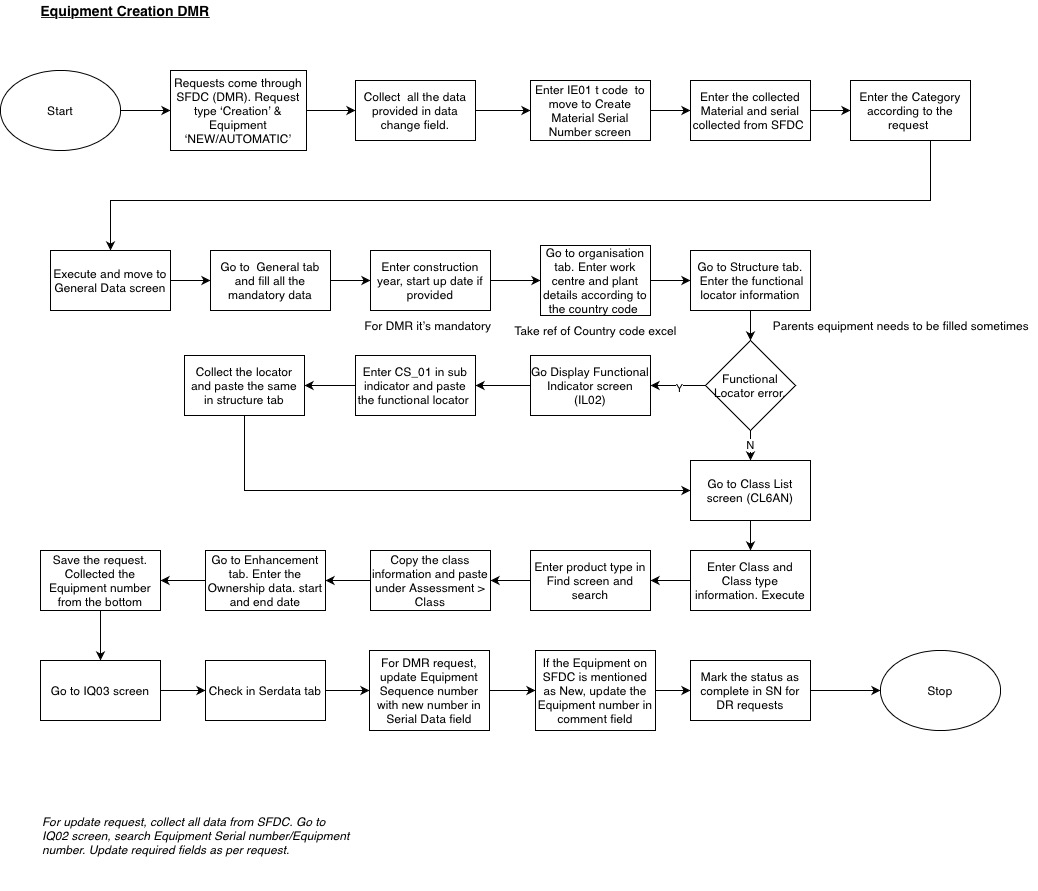 Equipment Creation DMR
Start
Requests come through
SFDC (DMR). Request
type ‘Creation’ &
Equipment
‘NEW/AUTOMATIC’
Collect all the data
provided in data
change field.
Enter IE01 t code to
move to Create
Material Serial
Number screen
Enter the collected
Material and serial
collected from SFDC
Enter the Category
according to the
request
Execute and move to
General Data screen
Go to General tab
and fill all the
mandatory data
Enter construction
year, start up date if
provided
For DMR it’s mandatory
Go to organisation
tab. Enter work
centre and plant
details according to
the country code
Take ref of Country code excel
Go to Structure tab.
Enter the functional
locator information
Parents equipment needs to be filled sometimes
Functional
Locator error.
Y
N
Go Display Functional
Indicator screen
(IL02)
Enter CS_01 in sub
indicator and paste
the functional locator
Collect the locator
and paste the same
in structure tab
Go to Class List
screen (CL6AN)
Enter Class and
Class type
information. Execute
Enter product type in
Find screen and
search
Copy the class
information and paste
under Assessment >
Class
Go to Enhancement
tab. Enter the
Ownership data. start
and end date
Save the request.
Collected the
Equipment number
from the bottom
Go to IQ03 screen
Check in Serdata tab
For DMR request,
update Equipment
Sequence number
with new number in
Serial Data field
If the Equipment on
SFDC is mentioned
as New, update the
Equipment number in
comment field
Mark the status as
complete in SN for
DR requests
Stop
For update request, collect all data from SFDC. Go to
IQ02 screen, search Equipment Serial number/Equipment
number. Update required fields as per request.